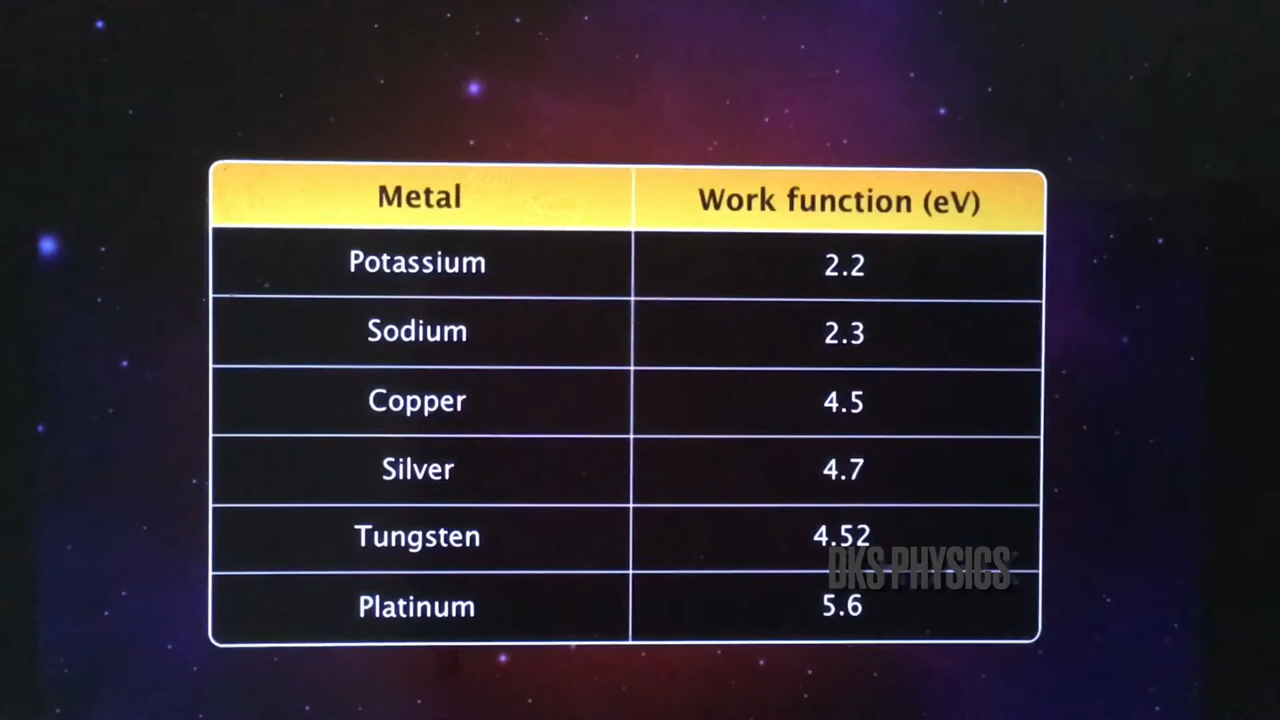 Metal Work function (eV)
Potassium 2.2
Sodium 2.3
Copper 4.5
Silver 4.7
Tungsten 4.52
DKS PHYSICS
Platinum 5.6